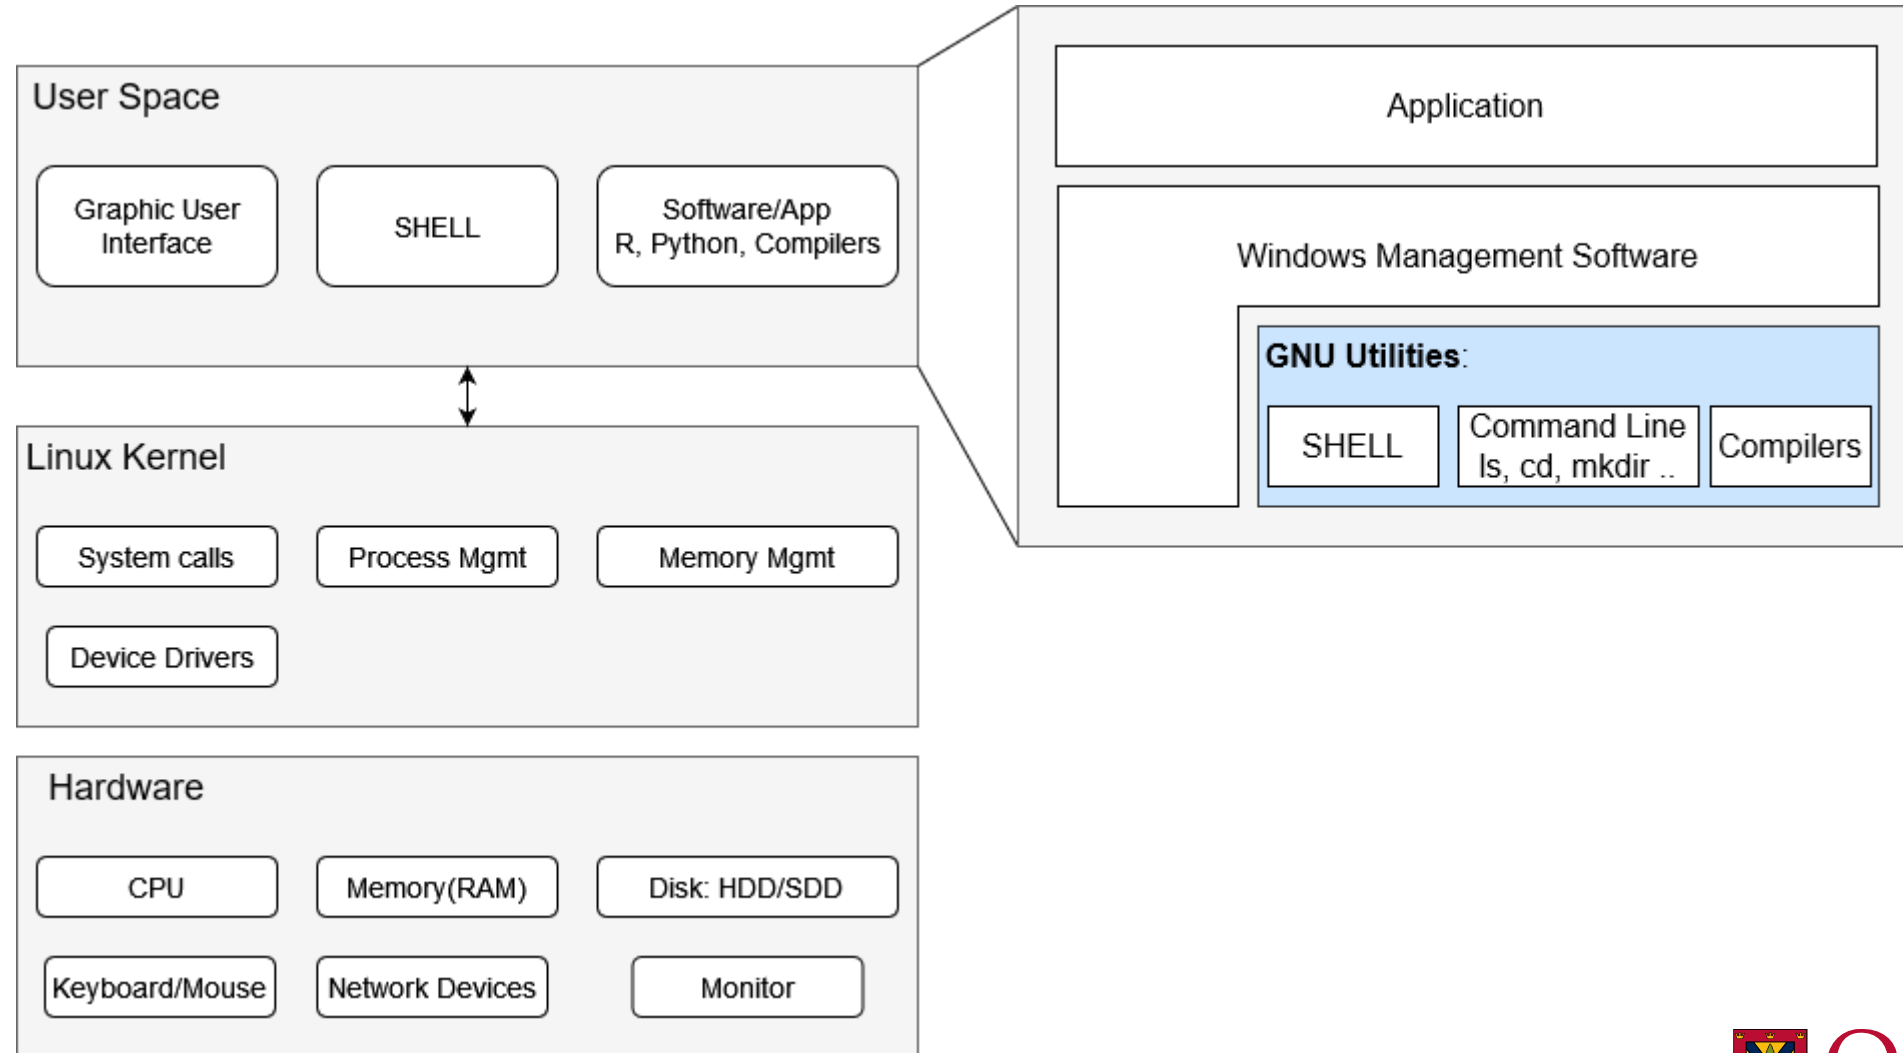 User Space
Graphic User
Interface
SHELL
Software/App
R, Python, Compilers
Linux Kernel
System calls
Process Mgmt
Memory Mgmt
Device Drivers
Hardware
CPU
Memory(RAM)
Disk: HDD/SDD
Keyboard/Mouse
Network Devices
Monitor
Application
Windows Management Software
GNU Utilities:
SHELL
Command Line
ls, cd, mkdir ..
Compilers